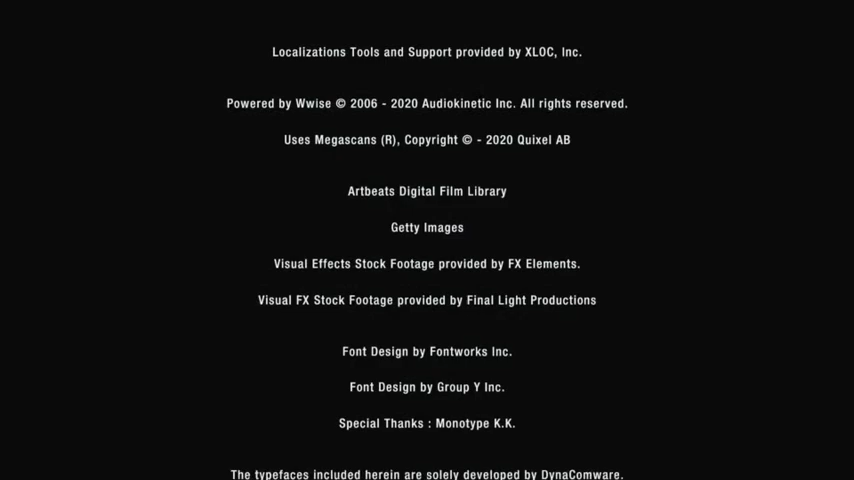 Localizations Tools and Support provided by XLOC, Inc.
Powered by Wwise © 2006 - 2020 Audiokinetic Inc. All rights reserved.
Uses Megascans (R), Copyright © - 2020 Quixel AB
Artbeats Digital Film Library
Getty Images
Visual Effects Stock Footage provided by FX Elements.
Visual FX Stock Footage provided by Final Light Productions
Font Design by Fontworks Inc.
Font Design by Group Y Inc.
Special Thanks : Monotype K.K.
The typefaces included herein are solely developed by DynaComware.